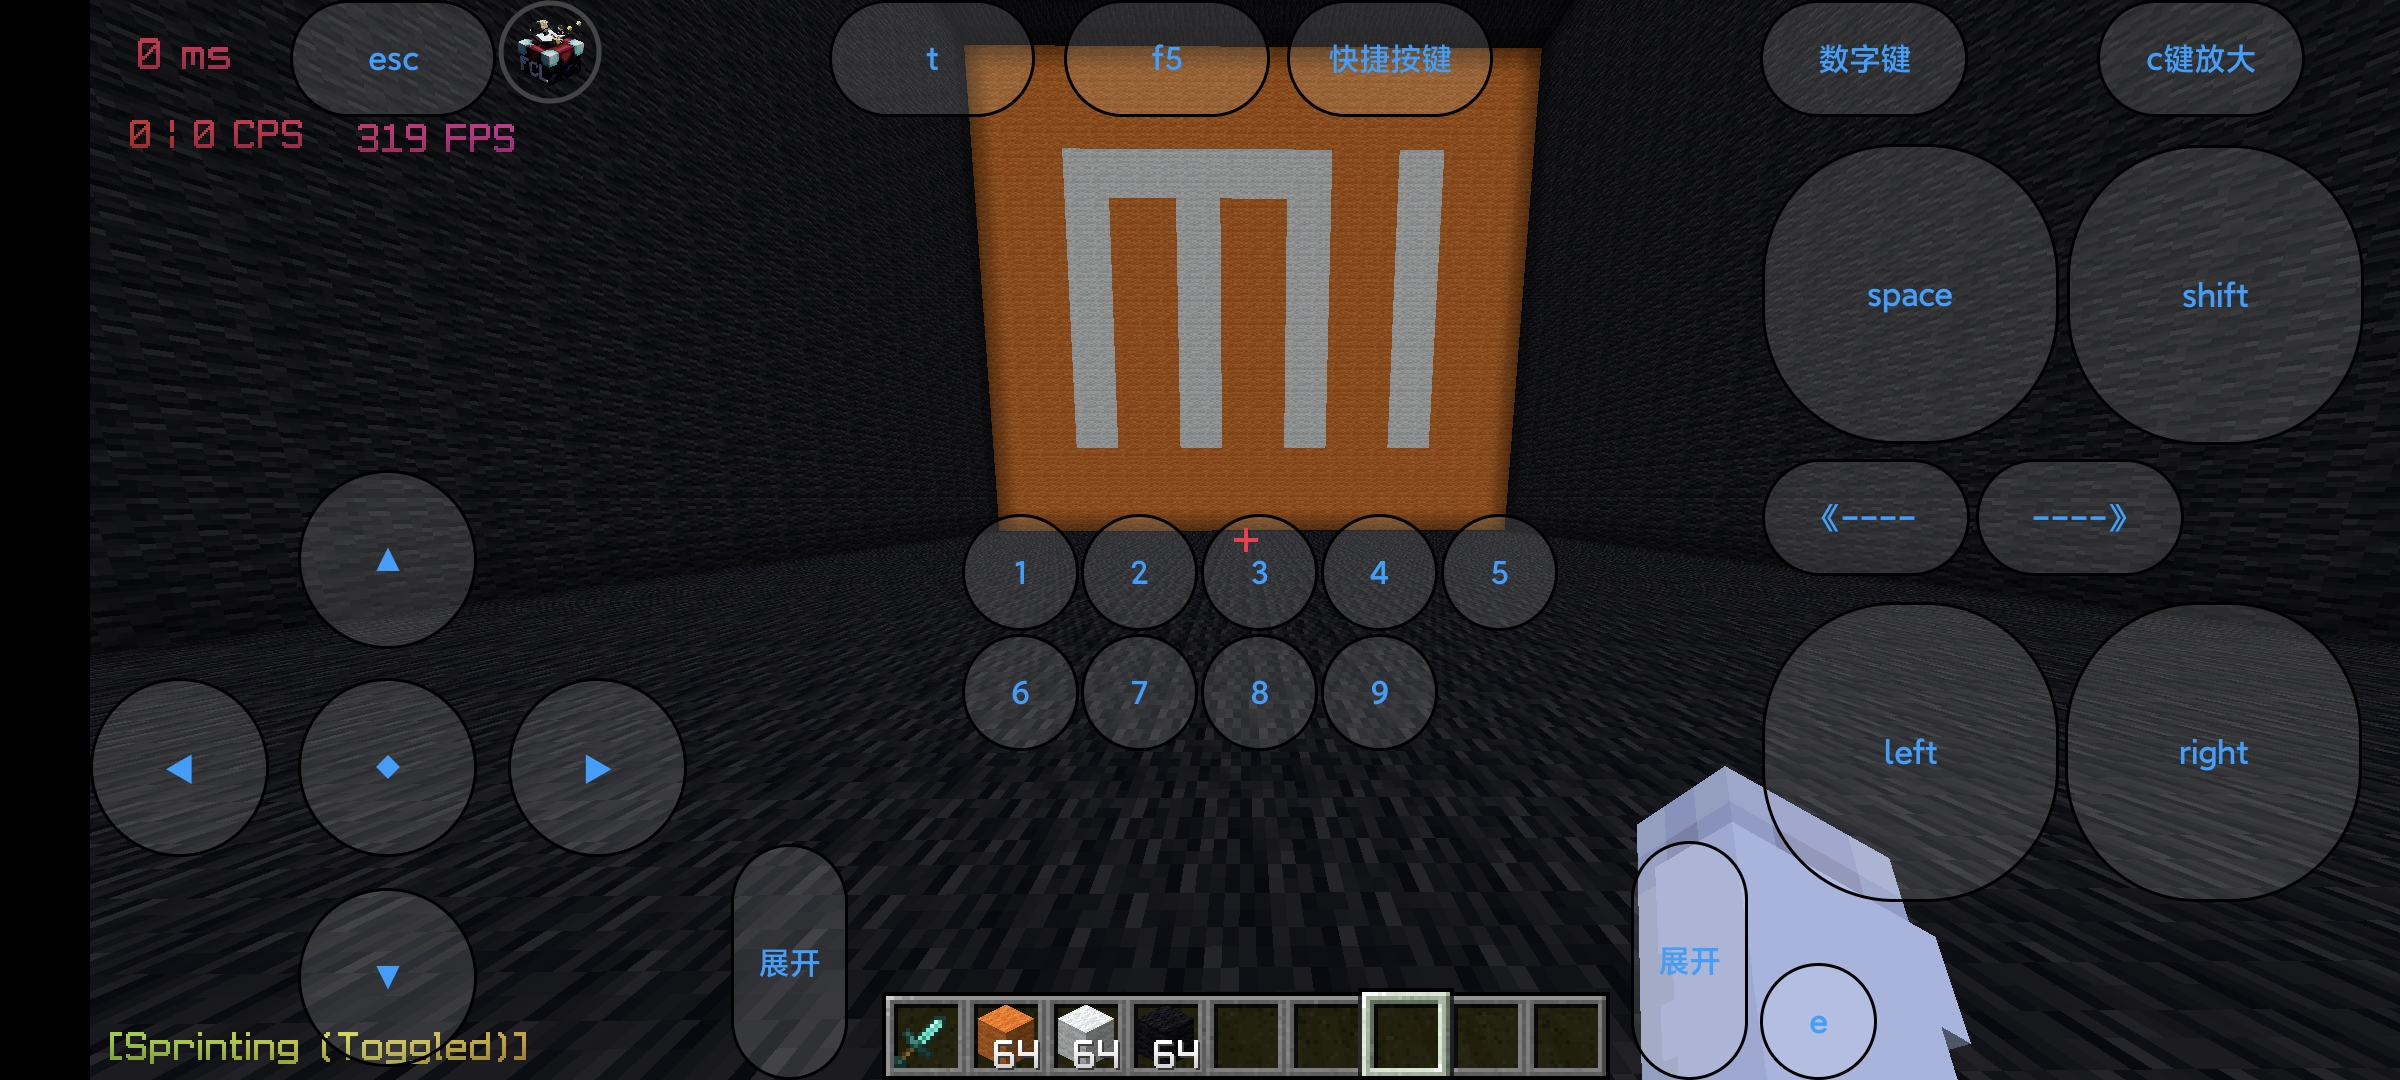 0 ms
esc
FCL
t
f5
快捷按键
数字键
c键放大
0 | 0 CPS
319 FPS
MI
space
shift
《----
----》
▲
1
2
3
4
5
6
7
8
9
◀
◆
▶
left
right
▼
展开
展开
e
[Sprinting (Toggled)]
64
64
64